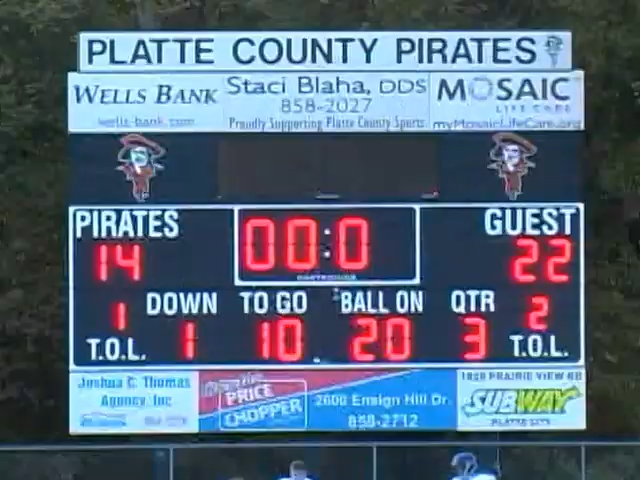 PLATTE COUNTY PIRATES
WELLS BANK
wells-bank.com
Staci Blaha, DDS
858-2027
Proudly Supporting Platte County Sports
MOSAIC
LIFE CARE
myMosaicLifeCare.org
PIRATES
14
00:0
GUEST
22
1
T.O.L.
DOWN
1
TO GO
10
BALL ON
20
QTR
3
2
T.O.L.
Joshua C. Thomas
Agency, Inc
PRICE
CHOPPER
2600 Ensign Hill Dr.
858-2712
PRAIRIE VIEW RD
SUBWAY
PLATTE CITY